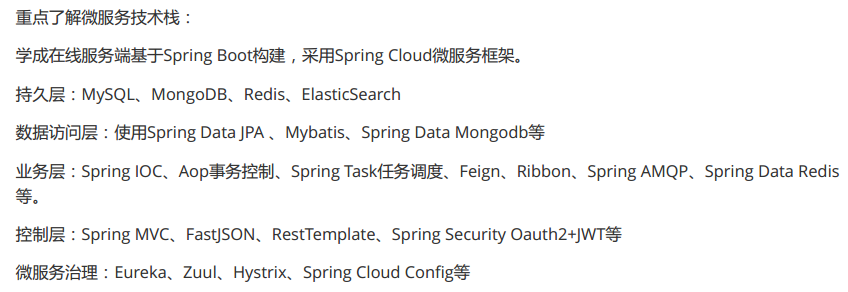 重点了解微服务技术栈：
学成在线服务端基于Spring Boot构建，采用Spring Cloud微服务框架。
持久层：MySQL、MongoDB、Redis、ElasticSearch
数据访问层：使用Spring Data JPA 、Mybatis、Spring Data Mongodb等
业务层：Spring IOC、Aop事务控制、Spring Task任务调度、Feign、Ribbon、Spring AMQP、Spring Data Redis
等。
控制层：Spring MVC、FastJSON、RestTemplate、Spring Security Oauth2+JWT等
微服务治理：Eureka、Zuul、Hystrix、Spring Cloud Config等